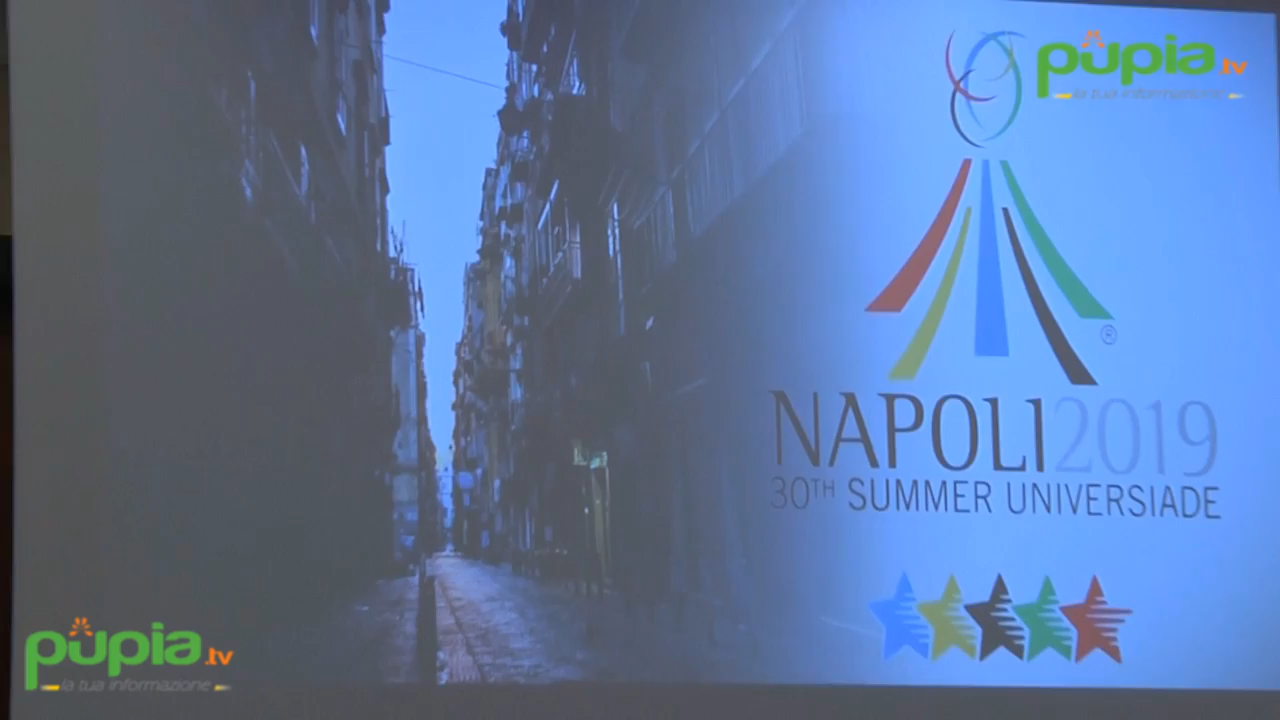 pupia.tv
la tua informazione
®
NAPOLI2019
30TH SUMMER UNIVERSIADE
pupia.tv
la tua informazione